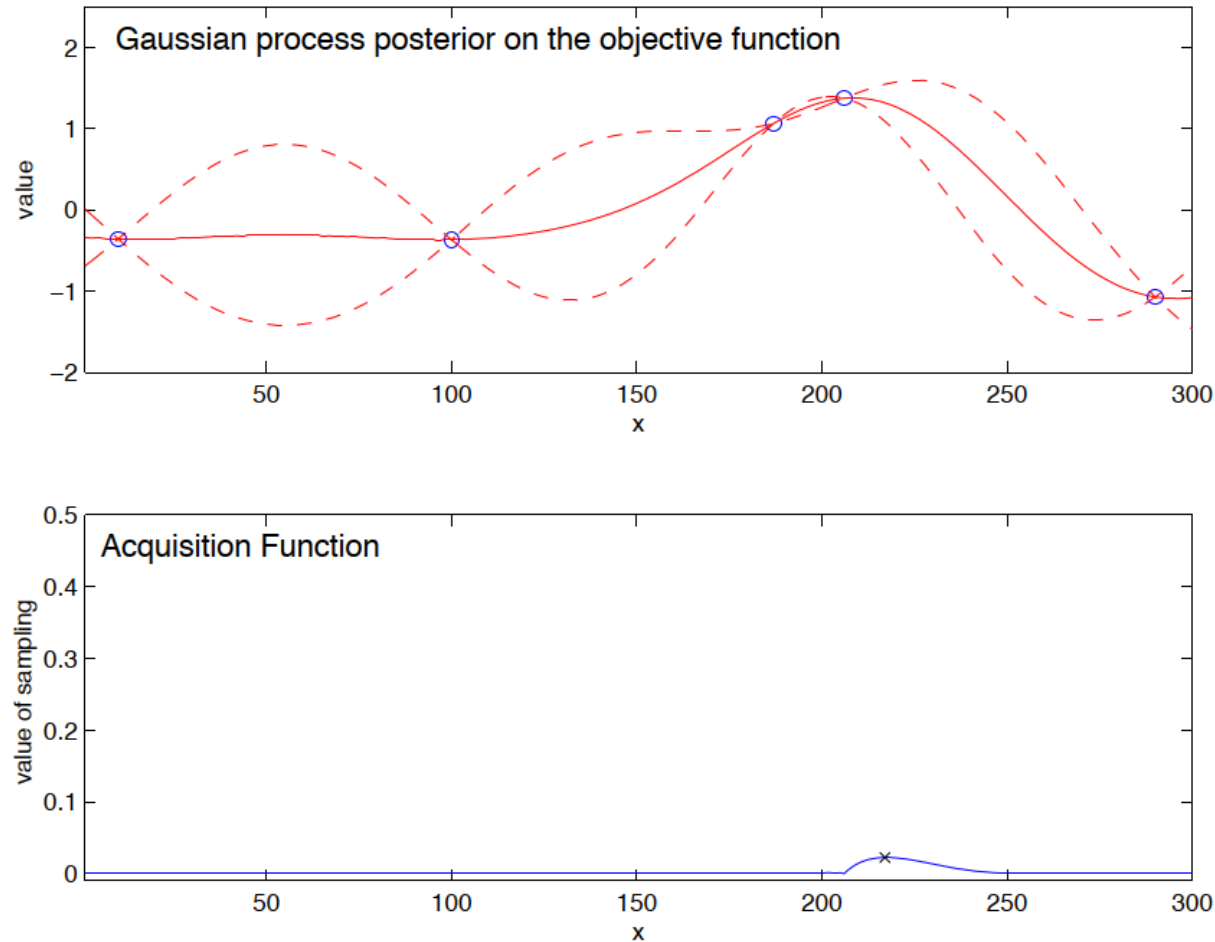 Gaussian process posterior on the objective function
value
2
1
0
−1
−2
50 100 150 200 250 300
x
Acquisition Function
value of sampling
0.5
0.4
0.3
0.2
0.1
0
50 100 150 200 250 300
x